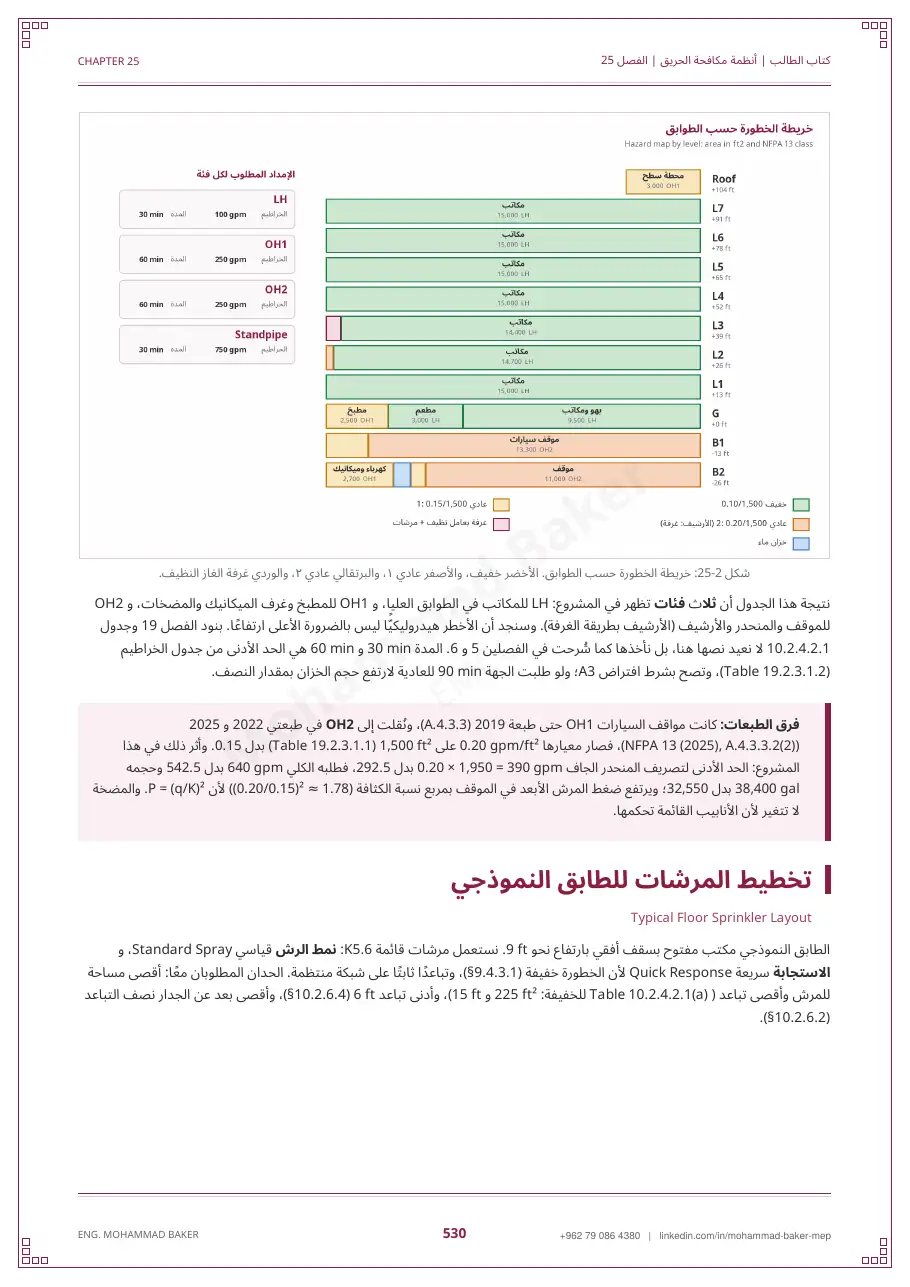 كتاب الطالب | أنظمة مكافحة الحريق | الفصل 25
CHAPTER 25
خريطة الخطورة حسب الطوابق
Hazard map by level: area in ft2 and NFPA 13 class
الإمداد المطلوب لكل فئة
LH
الخراطيم 100 gpm المدة 30 min
OH1
الخراطيم 250 gpm المدة 60 min
OH2
الخراطيم 250 gpm المدة 60 min
Standpipe
الخراطيم 750 gpm المدة 30 min
Roof
+104 ft
محطة سطح
3,000 OH1
L7
+91 ft
مكاتب
15,000 LH
L6
+78 ft
مكاتب
15,000 LH
L5
+65 ft
مكاتب
15,000 LH
L4
+52 ft
مكاتب
15,000 LH
L3
+39 ft
مكاتب
14,400 LH
L2
+26 ft
مكاتب
14,700 LH
L1
+13 ft
مكاتب
15,000 LH
G
+0 ft
بهو ومكاتب
9,500 LH
مطعم
3,000 LH
مطبخ
2,500 OH1
B1
-13 ft
موقف سيارات
13,300 OH2
B2
-26 ft
موقف
11,000 OH2
كهرباء وميكانيك
2,700 OH1
خفيف 0.10/1,500
عادي 1: 0.15/1,500
عادي 2: 0.20/1,500 (الأرشيف: غرفة)
غرفة بعامل نظيف + مرشات
خزان ماء
شكل 2-25: خريطة الخطورة حسب الطوابق. الأخضر خفيف، والأصفر عادي ١، والبرتقالي عادي ٢، والوردي غرفة الغاز النظيف.
نتيجة هذا الجدول أن ثلاث فئات تظهر في المشروع: LH للمكاتب في الطوابق العليا، و OH1 للمطبخ وغرف الميكانيك والمضخات، و OH2
للموقف والمنحدر والأرشيف (الأرشيف بطريقة الغرفة). وسنجد أن الأخطر هيدروليكيًا ليس بالضرورة الأعلى ارتفاعًا. بنود الفصل 19 وجدول
10.2.4.2.1 لا نعيد نصها هنا، بل نأخذها كما شُرحت في الفصلين 5 و 6. المدة 30 min و 60 min هي الحد الأدنى من جدول الخراطيم
(Table 19.2.3.1.2)، وتصح بشرط افتراض A3؛ ولو طلبت الجهة 90 min للعادية لارتفع حجم الخزان بمقدار النصف.
فرق الطبعات: كانت مواقف السيارات OH1 حتى طبعة 2019 (A.4.3.3)، ونُقلت إلى OH2 في طبعتي 2022 و 2025
(NFPA 13 (2025), A.4.3.3.2(2))، فصار معيارها 0.20 gpm/ft² على 1,500 ft² (Table 19.2.3.1.1) بدل 0.15. وأثر ذلك في هذا
المشروع: الحد الأدنى لتصريف المنحدر الجاف 0.20 × 1,950 = 390 gpm بدل 292.5، فطلبه الكلي 640 gpm بدل 542.5 وحجمه
38,400 gal بدل 32,550؛ ويرتفع ضغط المرش الأبعد في الموقف بمربع نسبة الكثافة ((0.20/0.15)² ≈ 1.78) لأن P = (q/K)². والمضخة
لا تتغير لأن الأنابيب القائمة تحكمها.
تخطيط المرشات للطابق النموذجي
Typical Floor Sprinkler Layout
الطابق النموذجي مكتب مفتوح بسقف أفقي بارتفاع نحو 9 ft. نستعمل مرشات قائمة K5.6: نمط الرش قياسي Standard Spray، و
الاستجابة سريعة Quick Response لأن الخطورة خفيفة (§9.4.3.1)، وتباعدًا ثابتًا على شبكة منتظمة. الحدان المطلوبان معًا: أقصى مساحة
للمرش وأقصى تباعد ( Table 10.2.4.2.1(a) للخفيفة: 225 ft² و 15 ft)، وأدنى تباعد 6 ft (§10.2.6.4)، وأقصى بعد عن الجدار نصف التباعد
(§10.2.6.2).
ENG. MOHAMMAD BAKER
530
+962 79 086 4380 | linkedin.com/in/mohammad-baker-mep